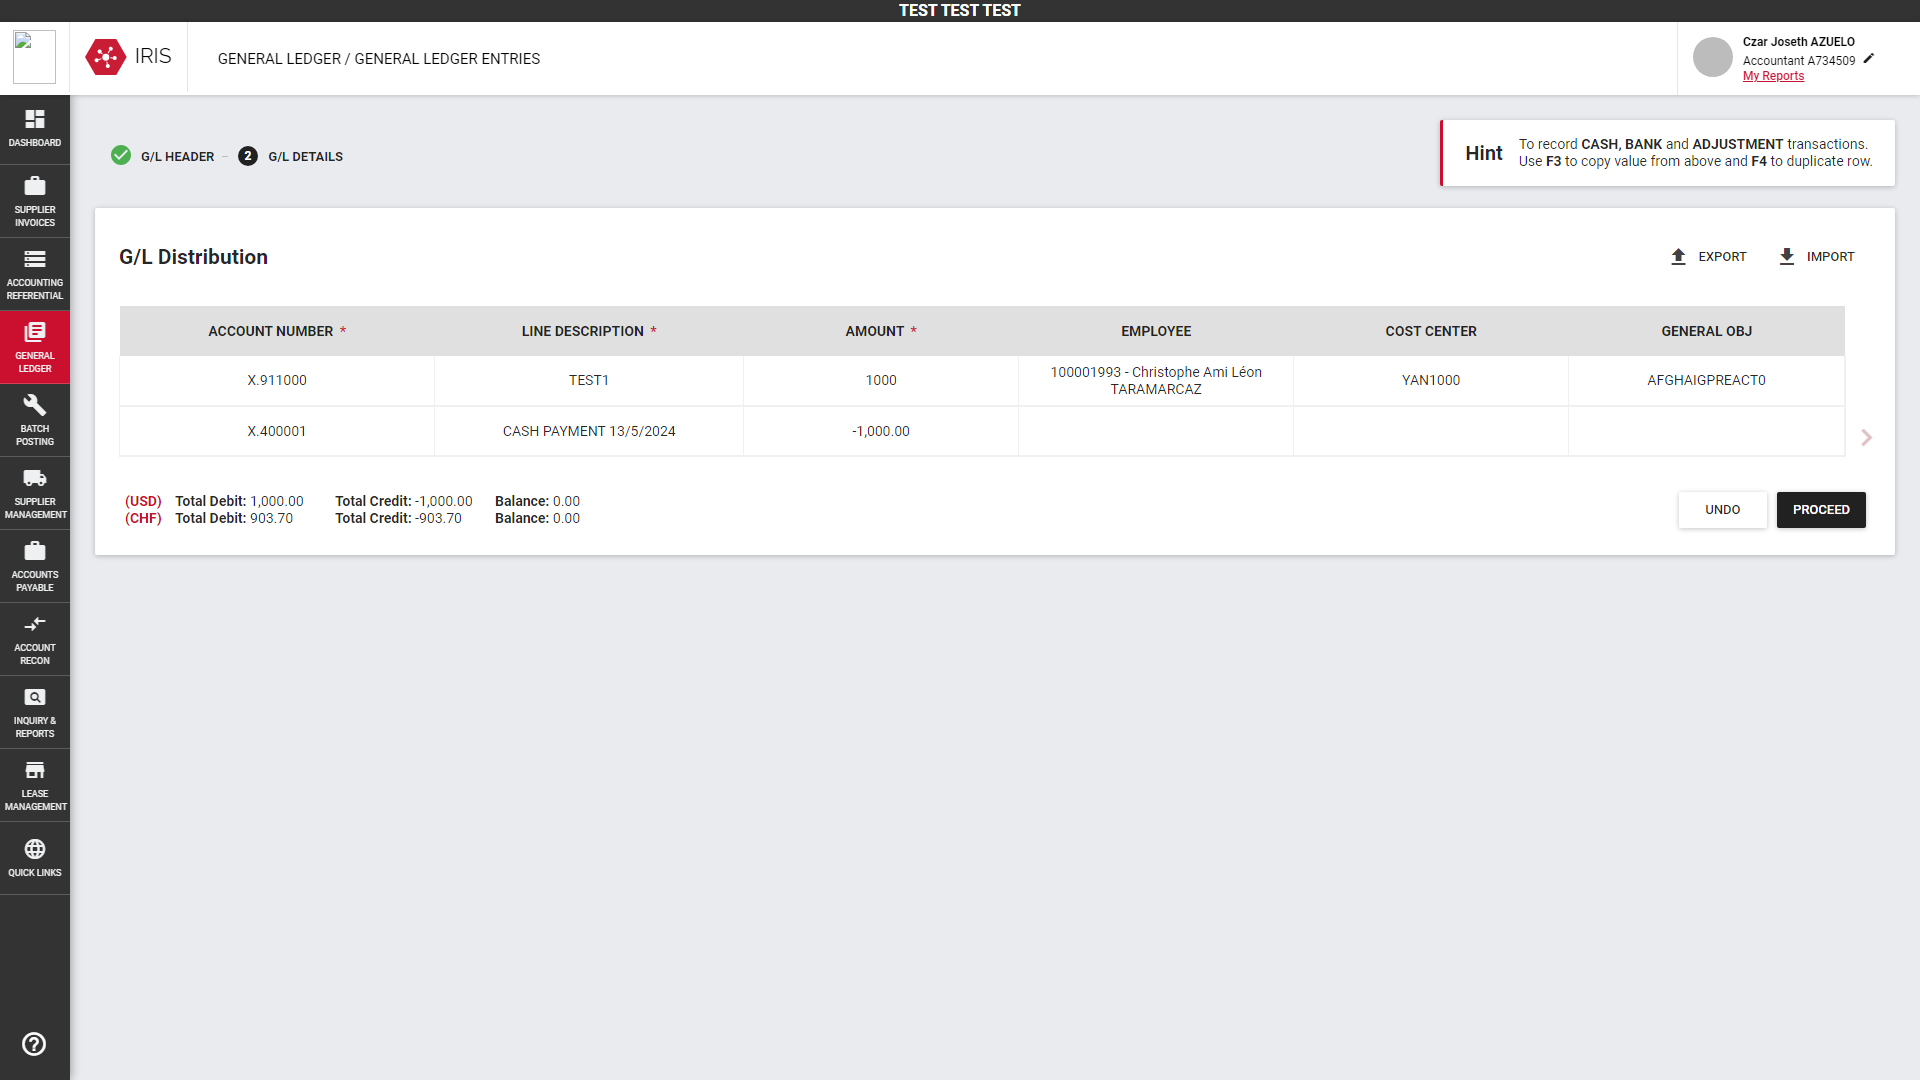 TEST TEST TEST
IRIS
GENERAL LEDGER / GENERAL LEDGER ENTRIES
Czar Joseth AZUELO
Accountant A734509
My Reports
DASHBOARD
SUPPLIER
INVOICES
ACCOUNTING
REFERENTIAL
GENERAL
LEDGER
BATCH
POSTING
SUPPLIER
MANAGEMENT
ACCOUNTS
PAYABLE
ACCOUNT
RECON
INQUIRY &
REPORTS
LEASE
MANAGEMENT
QUICK LINKS
G/L HEADER – 2 G/L DETAILS
Hint
To record CASH, BANK and ADJUSTMENT transactions.
Use F3 to copy value from above and F4 to duplicate row.
G/L Distribution
EXPORT IMPORT
ACCOUNT NUMBER * LINE DESCRIPTION * AMOUNT * EMPLOYEE COST CENTER GENERAL OBJ
X.911000 TEST1 1000 100001993 - Christophe Ami Léon YAN1000 AFGHAIGPREACT0
TARAMARCAZ
X.400001 CASH PAYMENT 13/5/2024 -1,000.00
(USD) Total Debit: 1,000.00 Total Credit: -1,000.00 Balance: 0.00
(CHF) Total Debit: 903.70 Total Credit: -903.70 Balance: 0.00
UNDO PROCEED